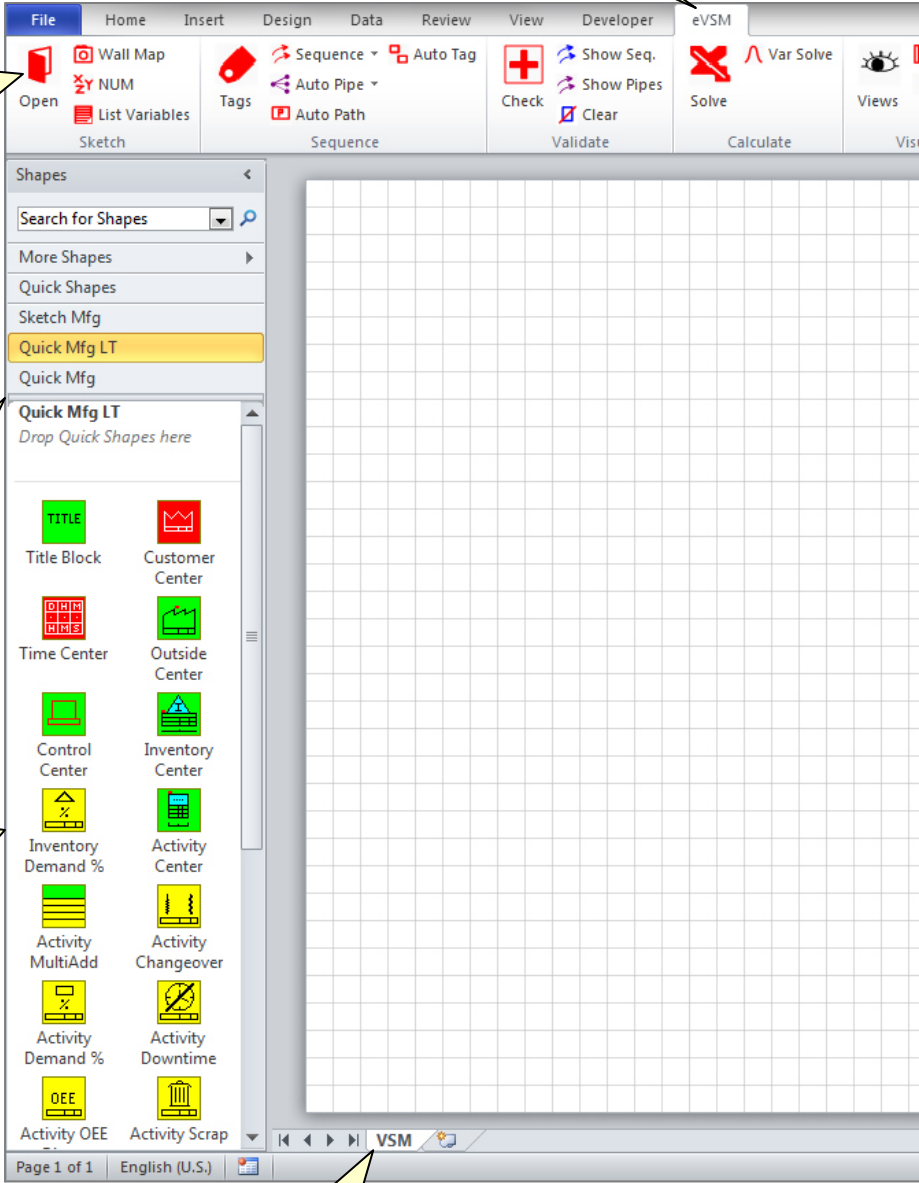 File Home Insert Design Data Review View Developer eVSM
Wall Map Sequence Auto Tag Show Seq. Var Solve
NUM Auto Pipe Show Pipes
Open List Variables Tags Auto Path Check Clear Solve Views
Sketch Sequence Validate Calculate Visu
Shapes
Search for Shapes
More Shapes
Quick Shapes
Sketch Mfg
Quick Mfg LT
Quick Mfg
Quick Mfg LT
Drop Quick Shapes here
TITLE
Title Block Customer
Center
D H M
H M S
Time Center Outside
Center
I
Control Inventory
Center Center
%
Inventory Activity
Demand % Center
Activity Activity
MultiAdd Changeover
%
Activity Activity
Demand % Downtime
OEE
Activity OEE Activity Scrap
VSM
Page 1 of 1 English (U.S.)